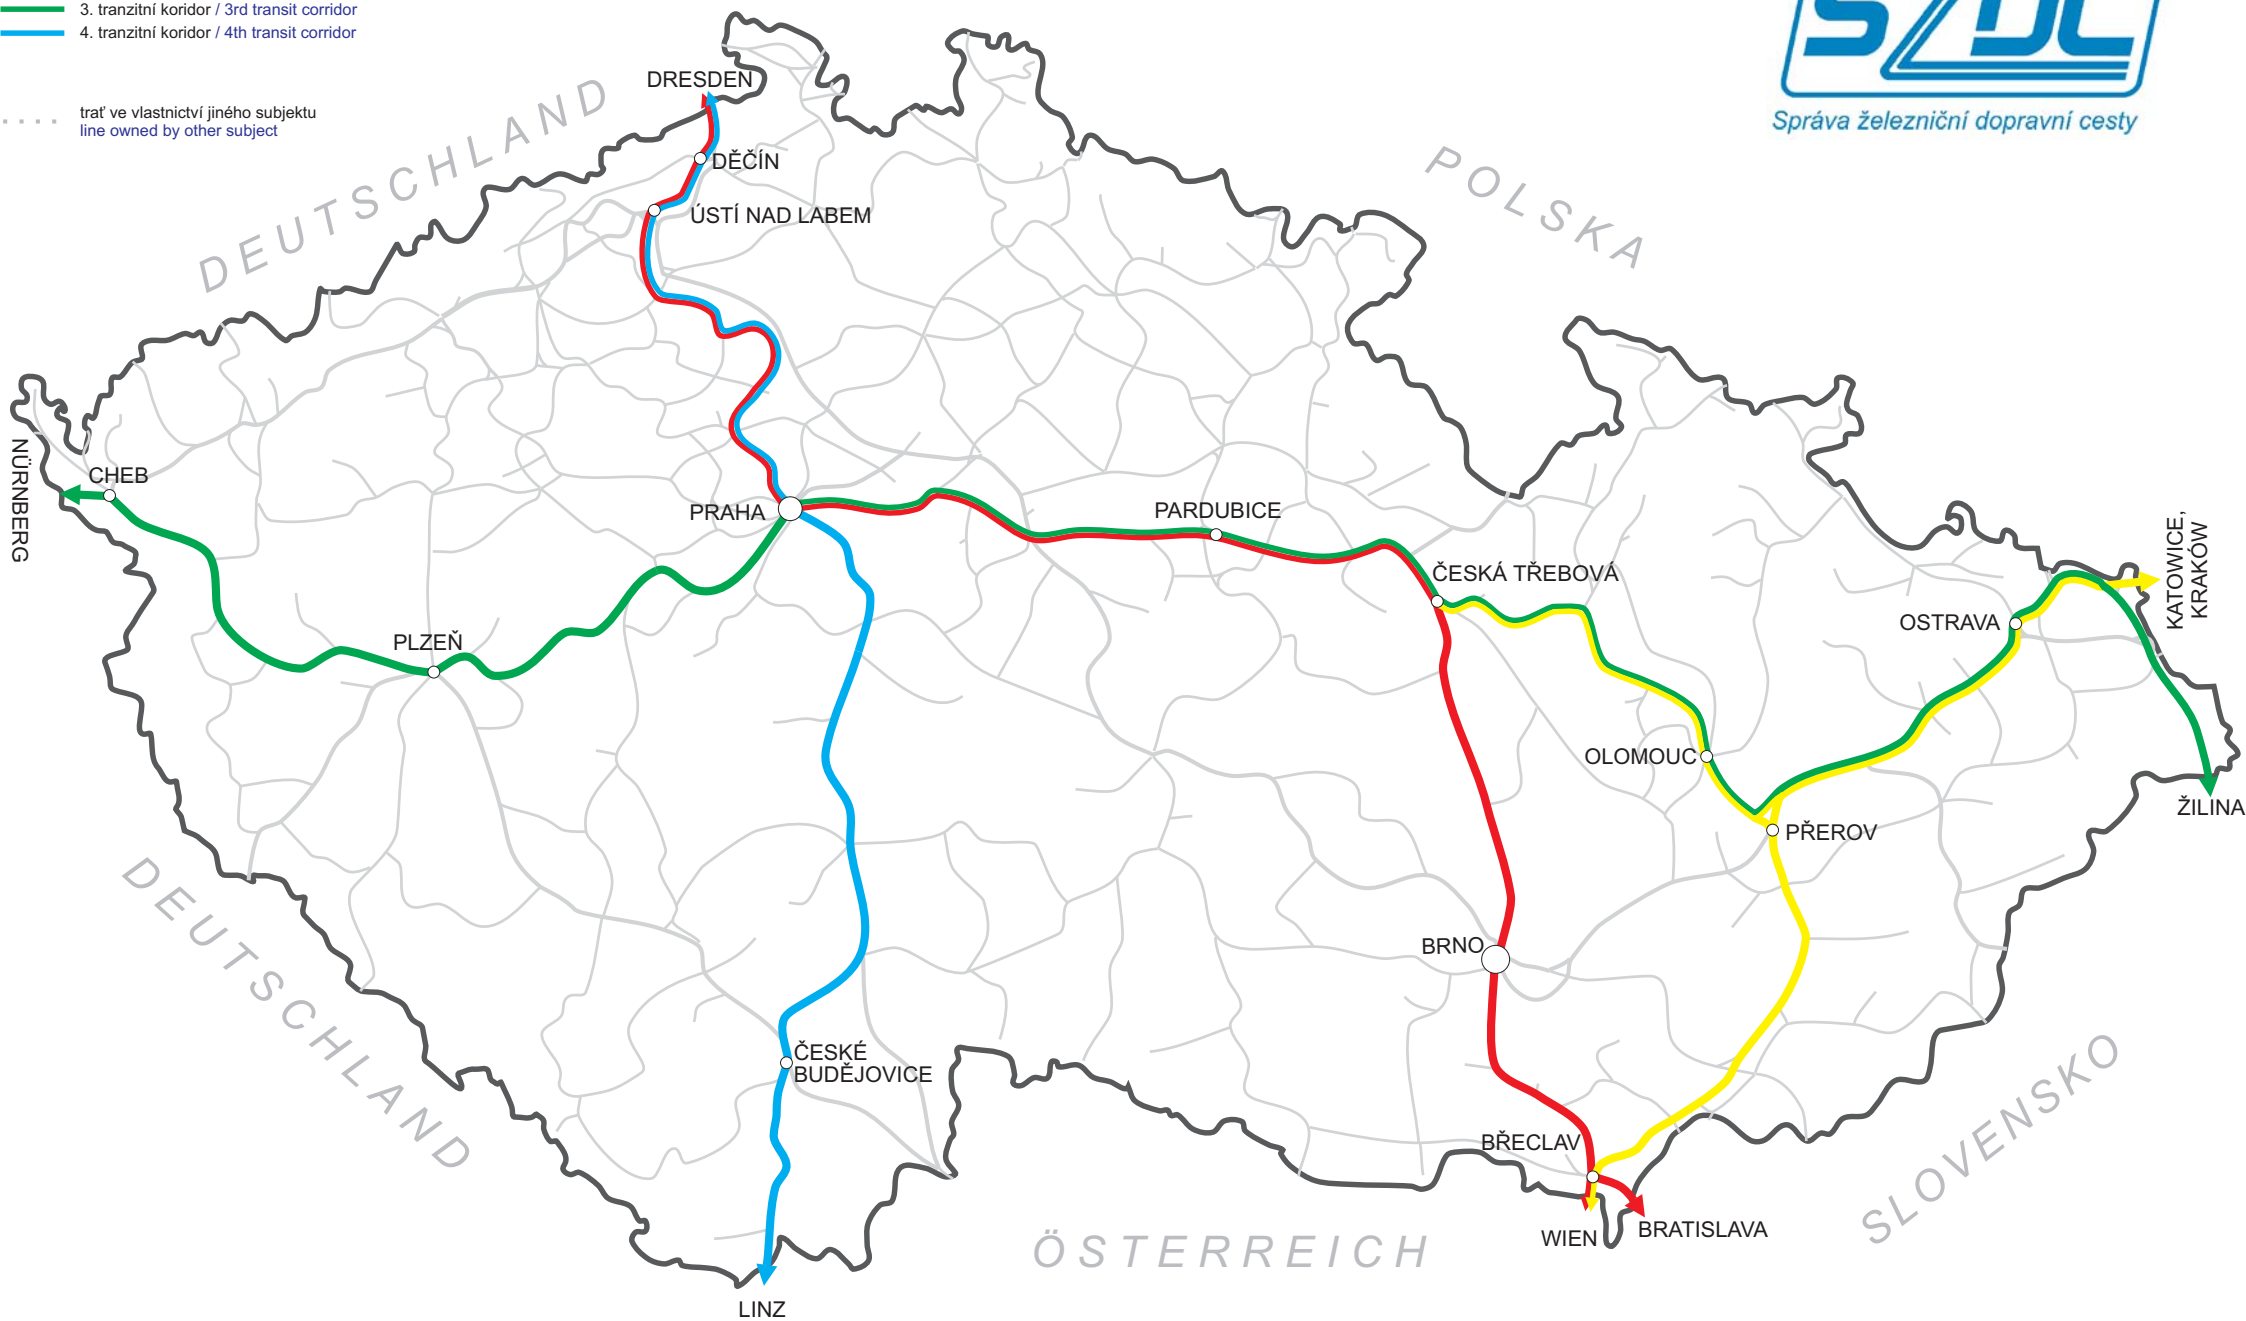 3. tranzitní koridor / 3rd transit corridor
4. tranzitní koridor / 4th transit corridor
trať ve vlastnictví jiného subjektu
line owned by other subject
SŽDC
Správa železniční dopravní cesty
DEUTSCHLAND
POLSKA
DRESDEN
DĚČÍN
ÚSTÍ NAD LABEM
NÜRNBERG
CHEB
PRAHA
PARDUBICE
ČESKÁ TŘEBOVÁ
KATOWICE,
KRAKÓW
OSTRAVA
PLZEŇ
OLOMOUC
ŽILINA
PŘEROV
DEUTSCHLAND
BRNO
ČESKÉ
BUDĚJOVICE
BŘECLAV
SLOVENSKO
WIEN
BRATISLAVA
ÖSTERREICH
LINZ